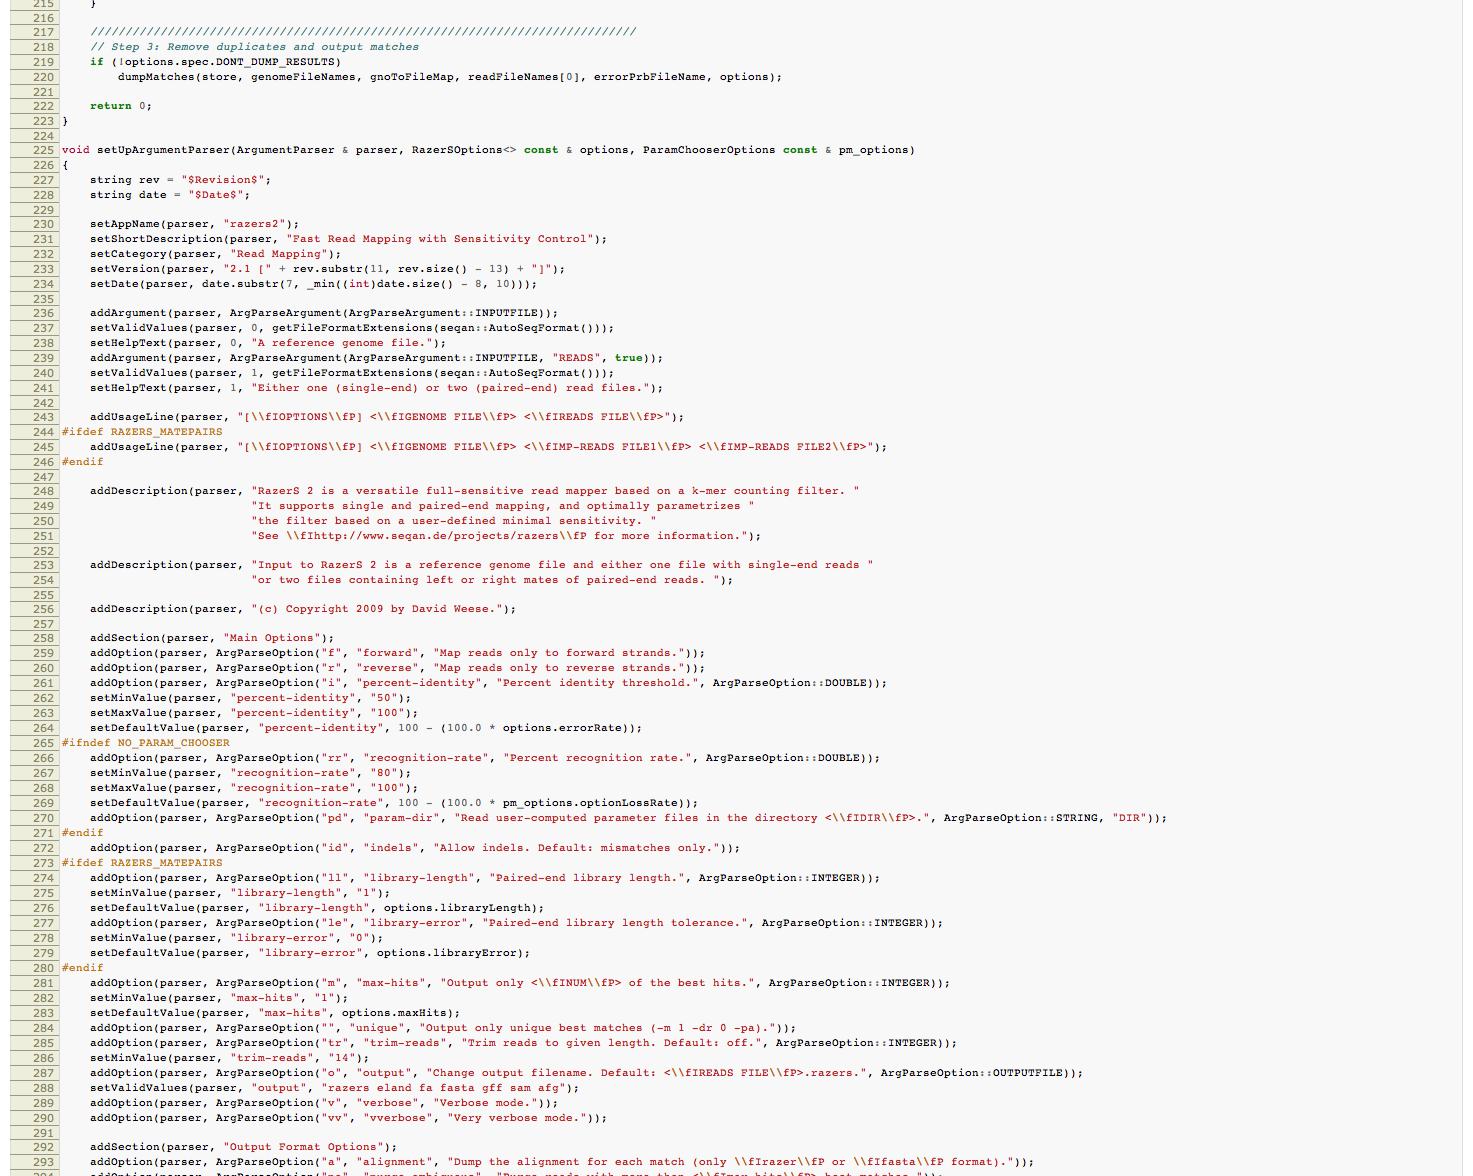 215     }
216
217     //////////////////////////////////////////////////////////////////////////////
218     // Step 3: Remove duplicates and output matches
219     if (!options.spec.DONT_DUMP_RESULTS)
220         dumpMatches(store, genomeFileNames, gnoToFileMap, readFileNames[0], errorPrbFileName, options);
221
222     return 0;
223 }
224
225 void setUpArgumentParser(ArgumentParser & parser, RazerSOptions<> const & options, ParamChooserOptions const & pm_options)
226 {
227     string rev = "$Revision$";
228     string date = "$Date$";
229
230     setAppName(parser, "razers2");
231     setShortDescription(parser, "Fast Read Mapping with Sensitivity Control");
232     setCategory(parser, "Read Mapping");
233     setVersion(parser, "2.1 [" + rev.substr(11, rev.size() - 13) + "]");
234     setDate(parser, date.substr(7, _min((int)date.size() - 8, 10)));
235
236     addArgument(parser, ArgParseArgument(ArgParseArgument::INPUTFILE));
237     setValidValues(parser, 0, getFileFormatExtensions(seqan::AutoSeqFormat()));
238     setHelpText(parser, 0, "A reference genome file.");
239     addArgument(parser, ArgParseArgument(ArgParseArgument::INPUTFILE, "READS", true));
240     setValidValues(parser, 1, getFileFormatExtensions(seqan::AutoSeqFormat()));
241     setHelpText(parser, 1, "Either one (single-end) or two (paired-end) read files.");
242
243     addUsageLine(parser, "[\\fIOPTIONS\\fP] <\\fIGENOME FILE\\fP> <\\fIREADS FILE\\fP>");
244 #ifdef RAZERS_MATEPAIRS
245     addUsageLine(parser, "[\\fIOPTIONS\\fP] <\\fIGENOME FILE\\fP> <\\fIMP-READS FILE1\\fP> <\\fIMP-READS FILE2\\fP>");
246 #endif
247
248     addDescription(parser, "RazerS 2 is a versatile full-sensitive read mapper based on a k-mer counting filter. "
249                            "It supports single and paired-end mapping, and optimally parametrizes "
250                            "the filter based on a user-defined minimal sensitivity. "
251                            "See \\fIhttp://www.seqan.de/projects/razers\\fP for more information.");
252
253     addDescription(parser, "Input to RazerS 2 is a reference genome file and either one file with single-end reads "
254                            "or two files containing left or right mates of paired-end reads. ");
255
256     addDescription(parser, "(c) Copyright 2009 by David Weese.");
257
258     addSection(parser, "Main Options");
259     addOption(parser, ArgParseOption("f", "forward", "Map reads only to forward strands."));
260     addOption(parser, ArgParseOption("r", "reverse", "Map reads only to reverse strands."));
261     addOption(parser, ArgParseOption("i", "percent-identity", "Percent identity threshold.", ArgParseOption::DOUBLE));
262     setMinValue(parser, "percent-identity", "50");
263     setMaxValue(parser, "percent-identity", "100");
264     setDefaultValue(parser, "percent-identity", 100 - (100.0 * options.errorRate));
265 #ifndef NO_PARAM_CHOOSER
266     addOption(parser, ArgParseOption("rr", "recognition-rate", "Percent recognition rate.", ArgParseOption::DOUBLE));
267     setMinValue(parser, "recognition-rate", "80");
268     setMaxValue(parser, "recognition-rate", "100");
269     setDefaultValue(parser, "recognition-rate", 100 - (100.0 * pm_options.optionLossRate));
270     addOption(parser, ArgParseOption("pd", "param-dir", "Read user-computed parameter files in the directory <\\fIDIR\\fP>.", ArgParseOption::STRING, "DIR"));
271 #endif
272     addOption(parser, ArgParseOption("id", "indels", "Allow indels. Default: mismatches only."));
273 #ifdef RAZERS_MATEPAIRS
274     addOption(parser, ArgParseOption("ll", "library-length", "Paired-end library length.", ArgParseOption::INTEGER));
275     setMinValue(parser, "library-length", "1");
276     setDefaultValue(parser, "library-length", options.libraryLength);
277     addOption(parser, ArgParseOption("le", "library-error", "Paired-end library length tolerance.", ArgParseOption::INTEGER));
278     setMinValue(parser, "library-error", "0");
279     setDefaultValue(parser, "library-error", options.libraryError);
280 #endif
281     addOption(parser, ArgParseOption("m", "max-hits", "Output only <\\fINUM\\fP> of the best hits.", ArgParseOption::INTEGER));
282     setMinValue(parser, "max-hits", "1");
283     setDefaultValue(parser, "max-hits", options.maxHits);
284     addOption(parser, ArgParseOption("", "unique", "Output only unique best matches (-m 1 -dr 0 -pa)."));
285     addOption(parser, ArgParseOption("tr", "trim-reads", "Trim reads to given length. Default: off.", ArgParseOption::INTEGER));
286     setMinValue(parser, "trim-reads", "14");
287     addOption(parser, ArgParseOption("o", "output", "Change output filename. Default: <\\fIREADS FILE\\fP>.razers.", ArgParseOption::OUTPUTFILE));
288     setValidValues(parser, "output", "razers eland fa fasta gff sam afg");
289     addOption(parser, ArgParseOption("v", "verbose", "Verbose mode."));
290     addOption(parser, ArgParseOption("vv", "vverbose", "Very verbose mode."));
291
292     addSection(parser, "Output Format Options");
293     addOption(parser, ArgParseOption("a", "alignment", "Dump the alignment for each match (only \\fIrazer\\fP or \\fIfasta\\fP format)."));